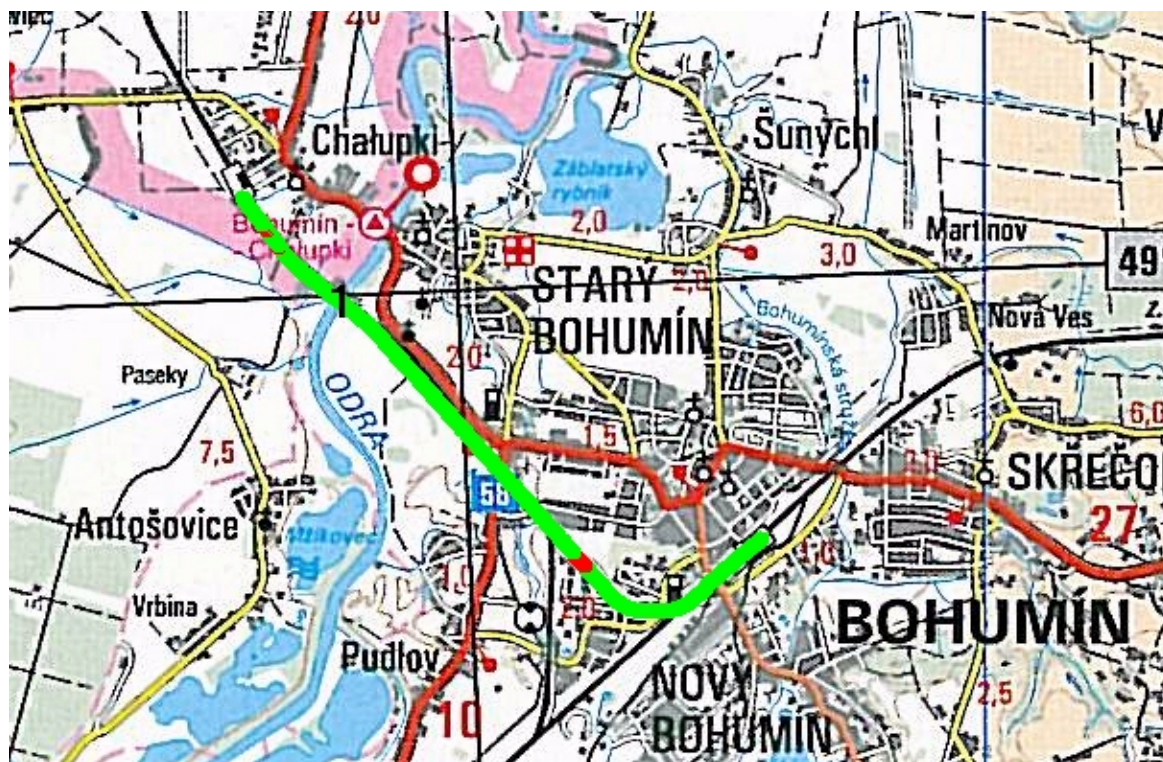 2,0
Chałupki
Šunychl
Záblatský
rybník
Bohumín -
- Chałupki
2,0
3,0
Martinov
49
STARÝ
BOHUMÍN
2,0
1
Bohumínská stružka
Nová Ves
z.
Paseky
ODRA
2,0
7,5
1,5
6,0
58
SKŘEČO
Antošovice
27
1,0
1,0
Vrbina
2,0
BOHUMÍN
Pudlov
NOVÝ
BOHUMÍN
10
2,5